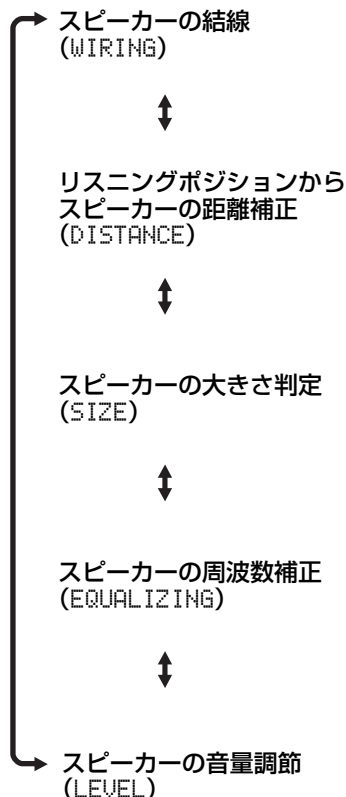 スピーカーの結線
(WIRING)
リスニングポジションから
スピーカーの距離補正
(DISTANCE)
スピーカーの大きさ判定
(SIZE)
スピーカーの周波数補正
(EQUALIZING)
スピーカーの音量調節
(LEVEL)